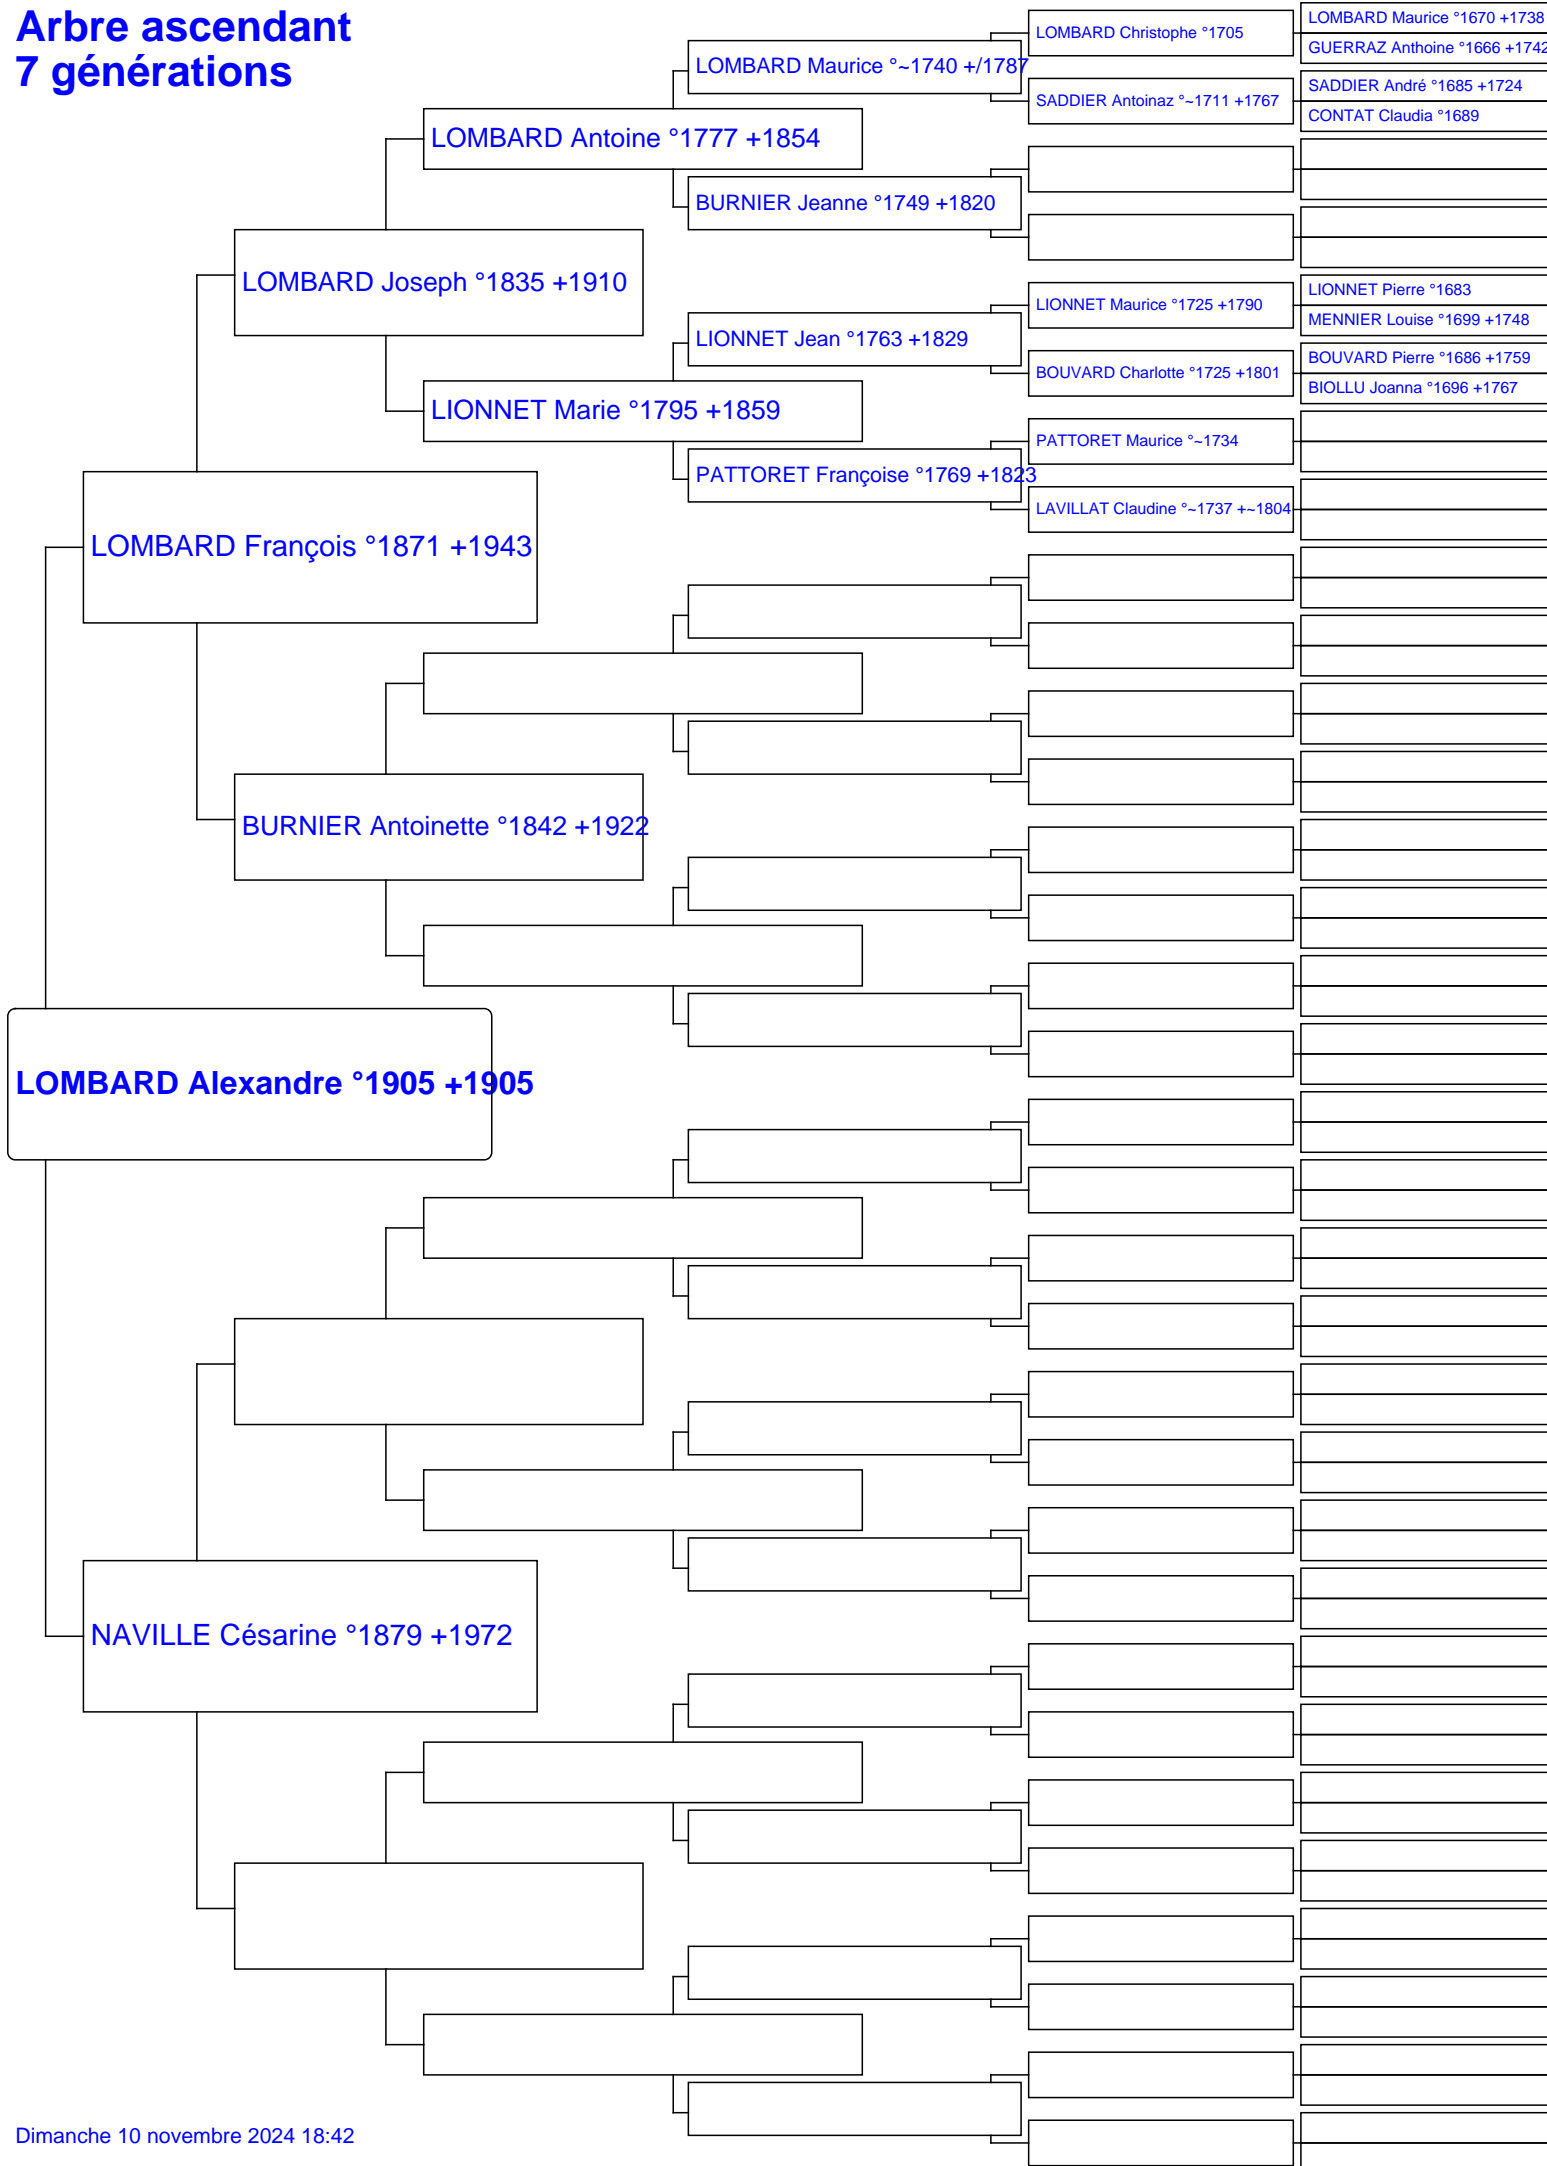 Arbre ascendant
7 générations
LOMBARD Alexandre °1905 +1905
LOMBARD François °1871 +1943
NAVILLE Césarine °1879 +1972
LOMBARD Joseph °1835 +1910
BURNIER Antoinette °1842 +1922
LOMBARD Antoine °1777 +1854
LIONNET Marie °1795 +1859
LOMBARD Maurice °~1740 +/1787
BURNIER Jeanne °1749 +1820
LIONNET Jean °1763 +1829
PATTORET Françoise °1769 +1823
LOMBARD Christophe °1705
SADDIER Antoinaz °~1711 +1767
LIONNET Maurice °1725 +1790
BOUVARD Charlotte °1725 +1801
PATTORET Maurice °~1734
LAVILLAT Claudine °~1737 +~1804
LOMBARD Maurice °1670 +1738
GUERRAZ Anthoine °1666 +1742
SADDIER André °1685 +1724
CONTAT Claudia °1689
LIONNET Pierre °1683
MENNIER Louise °1699 +1748
BOUVARD Pierre °1686 +1759
BIOLLU Joanna °1696 +1767
Dimanche 10 novembre 2024 18:42